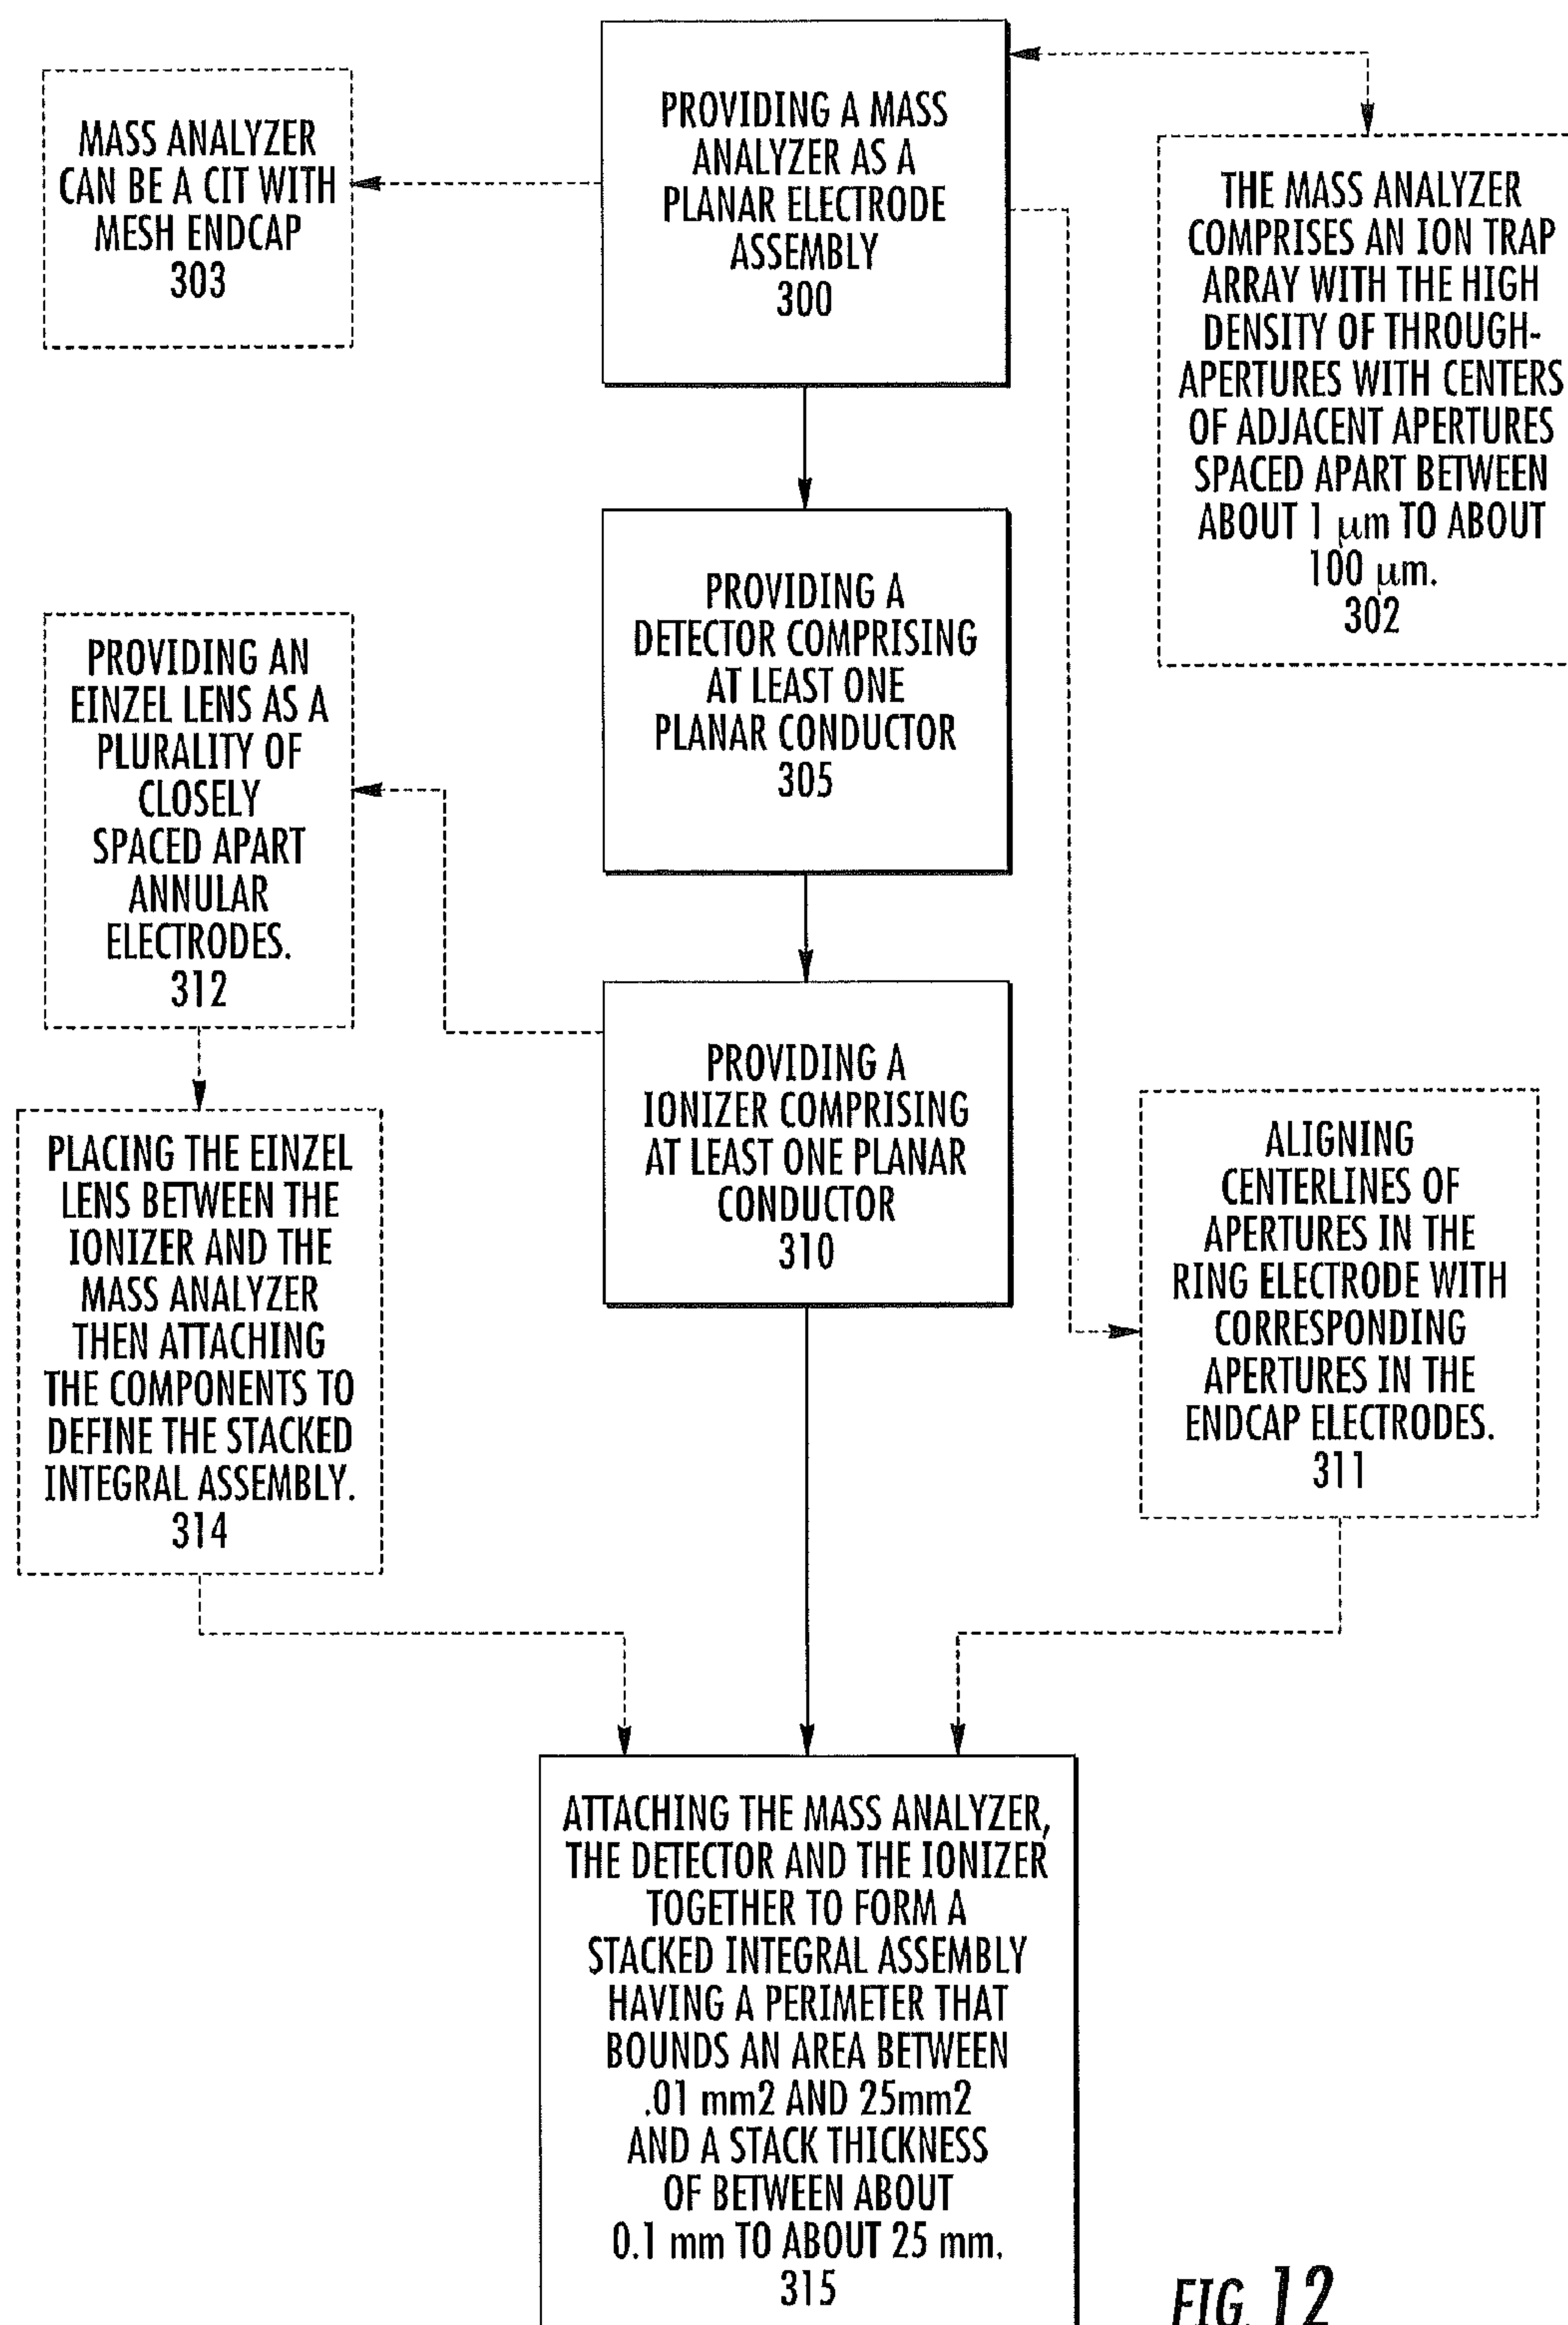 PROVIDING A MASS
ANALYZER AS A
PLANAR ELECTRODE
ASSEMBLY
300
MASS ANALYZER
CAN BE A CIT WITH
MESH ENDCAP
303
THE MASS ANALYZER
COMPRISES AN ION TRAP
ARRAY WITH THE HIGH
DENSITY OF THROUGH-
APERTURES WITH CENTERS
OF ADJACENT APERTURES
SPACED APART BETWEEN
ABOUT 1 μm TO ABOUT
100 μm.
302
PROVIDING A
DETECTOR COMPRISING
AT LEAST ONE
PLANAR CONDUCTOR
305
PROVIDING AN
EINZEL LENS AS A
PLURALITY OF
CLOSELY
SPACED APART
ANNULAR
ELECTRODES.
312
PROVIDING A
IONIZER COMPRISING
AT LEAST ONE PLANAR
CONDUCTOR
310
PLACING THE EINZEL
LENS BETWEEN THE
IONIZER AND THE
MASS ANALYZER
THEN ATTACHING
THE COMPONENTS TO
DEFINE THE STACKED
INTEGRAL ASSEMBLY.
314
ALIGNING
CENTERLINES OF
APERTURES IN THE
RING ELECTRODE WITH
CORRESPONDING
APERTURES IN THE
ENDCAP ELECTRODES.
311
ATTACHING THE MASS ANALYZER,
THE DETECTOR AND THE IONIZER
TOGETHER TO FORM A
STACKED INTEGRAL ASSEMBLY
HAVING A PERIMETER THAT
BOUNDS AN AREA BETWEEN
.01 mm2 AND 25mm2
AND A STACK THICKNESS
OF BETWEEN ABOUT
0.1 mm TO ABOUT 25 mm.
315
FIG. 12